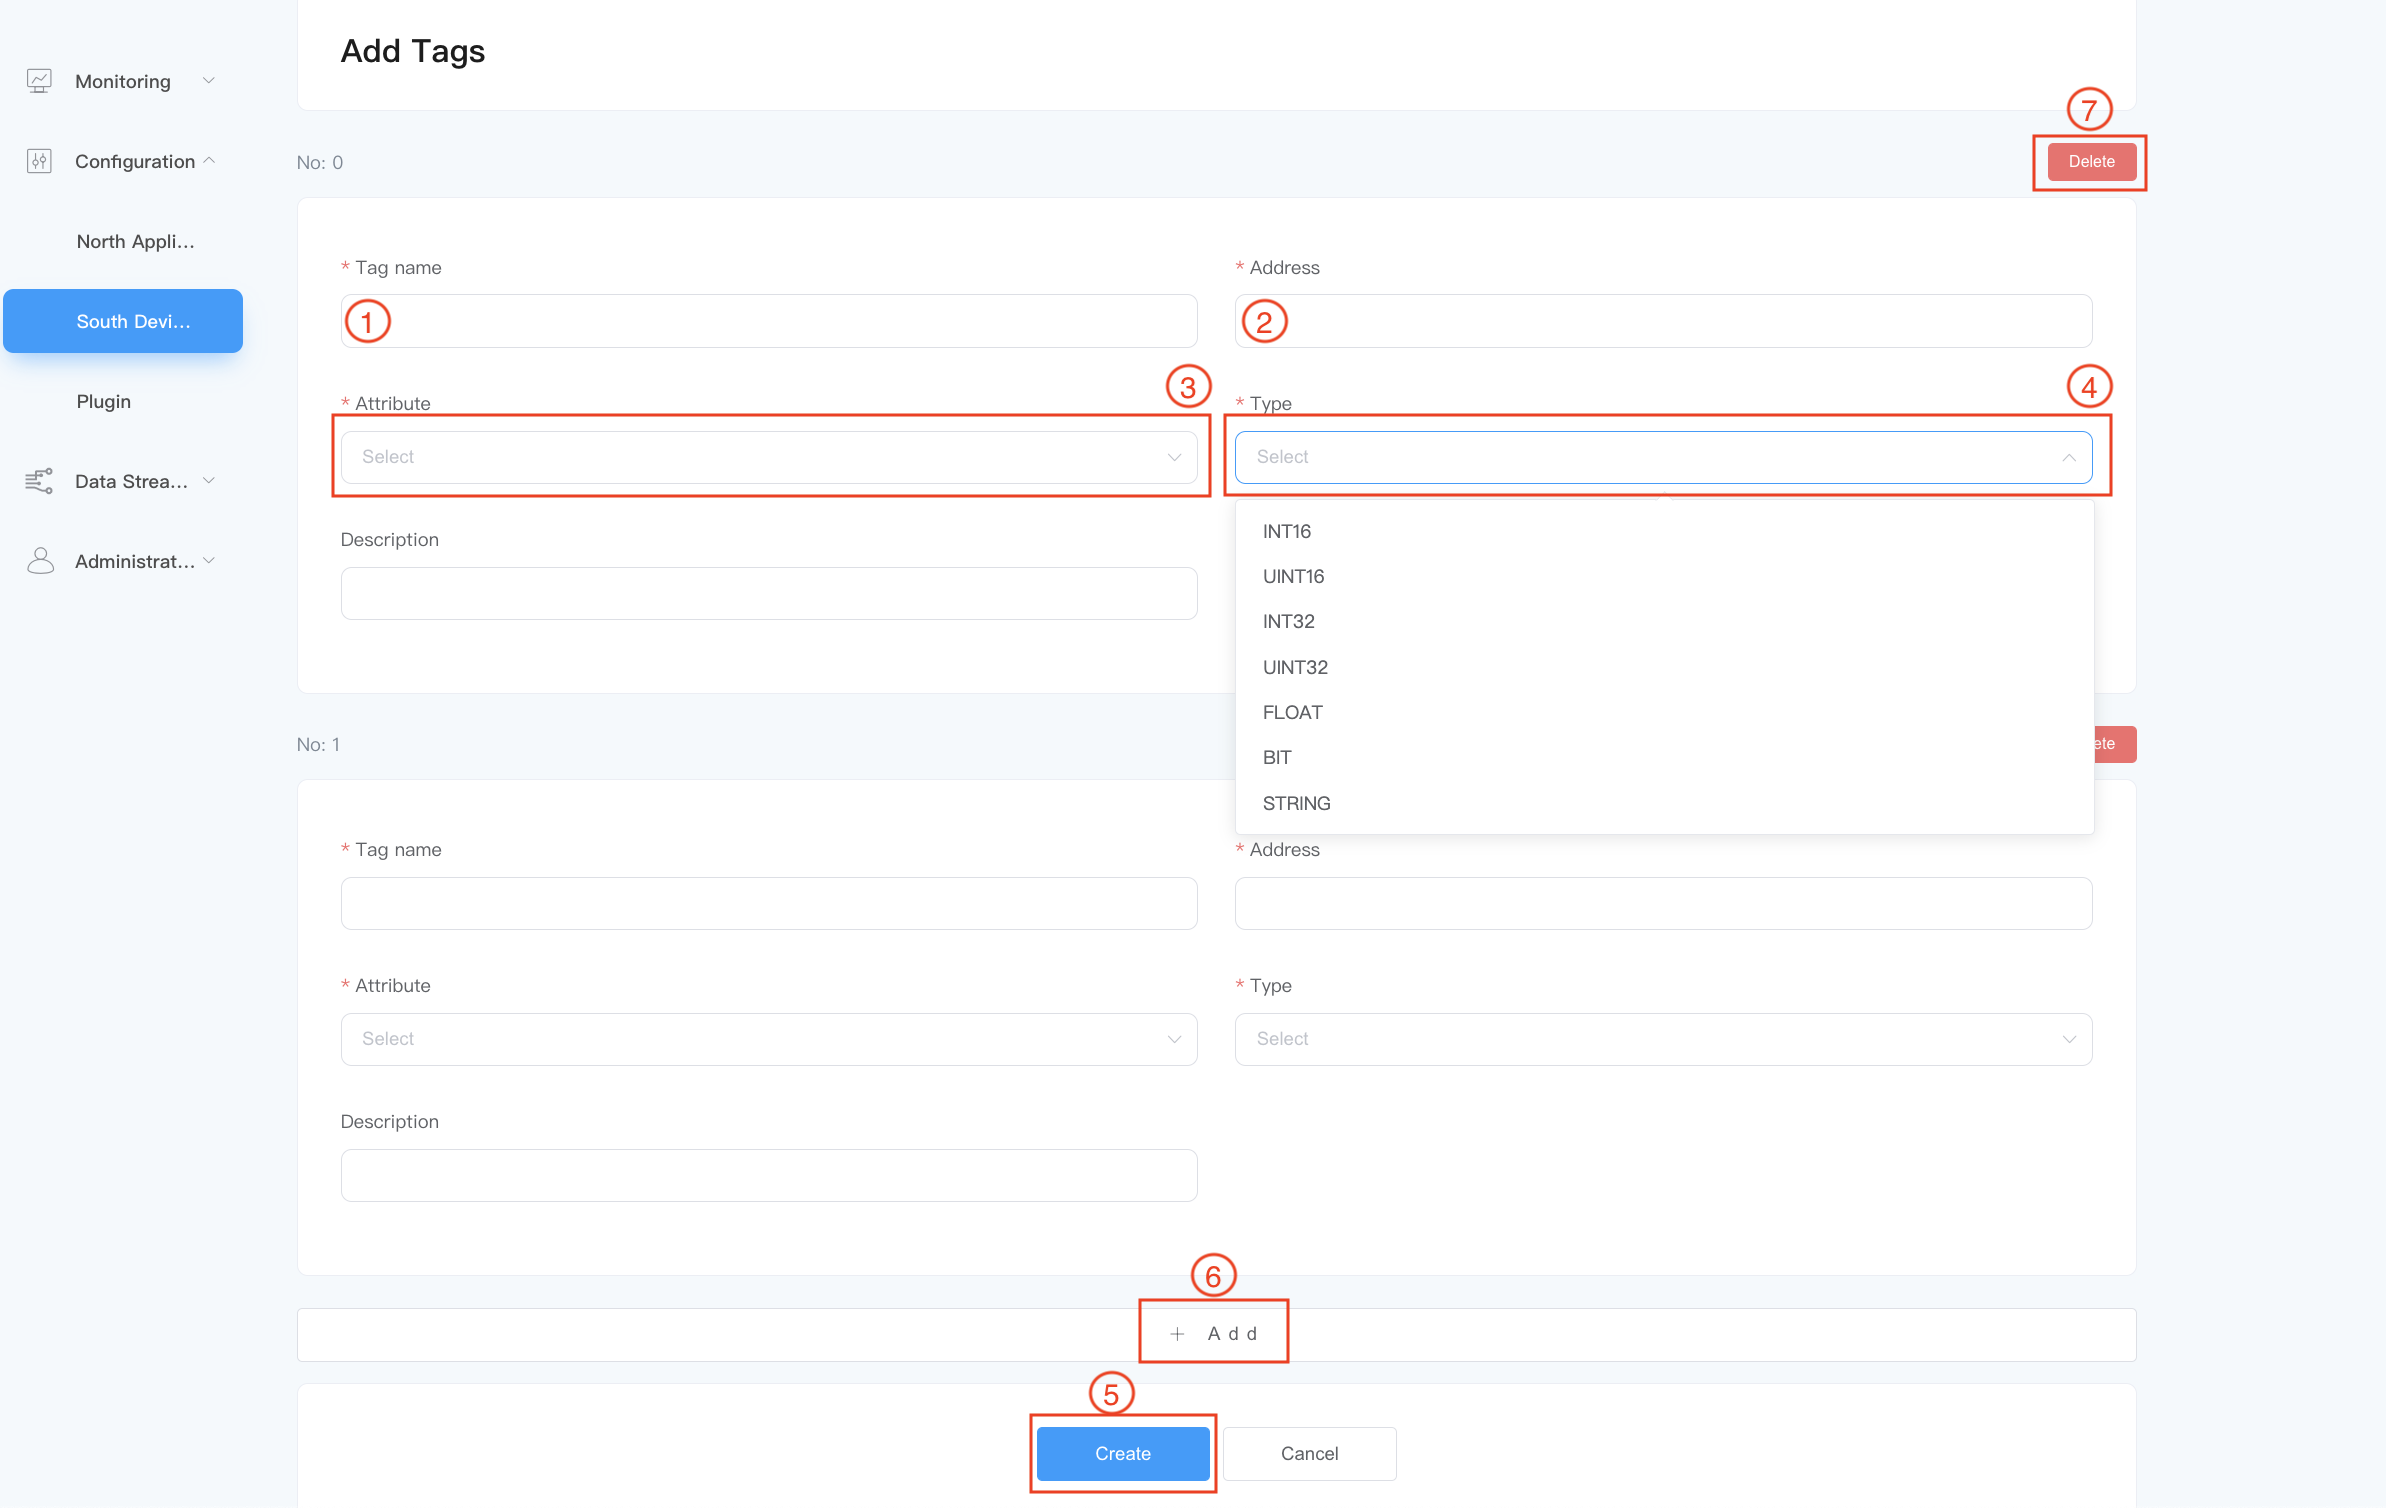 Add Tags
Monitoring
Configuration
North Appli...
South Devi...
Plugin
Data Strea...
Administrat...
7
No: 0
Delete
* Tag name
* Address
1
2
3
4
* Attribute
* Type
Select
Select
Description
INT16
UINT16
INT32
UINT32
FLOAT
BIT
STRING
No: 1
ete
* Tag name
* Address
* Attribute
* Type
Select
Select
Description
6
+ Add
5
Create
Cancel